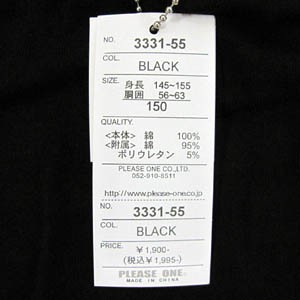 NO. 3331-55
COL. BLACK
SIZE. 身長 145~155
胴囲 56~63
150
QUALITY.
<本体> 綿 100%
<附属> 綿 95%
ポリウレタン 5%
PLEASE ONE CO.,LTD.
052-910-8511
http://www.please-one.co.jp
NO. 3331-55
COL. BLACK
PRICE. ¥1,900-
(税込¥1,995-)
PLEASE ONE.
MADE IN CHINA